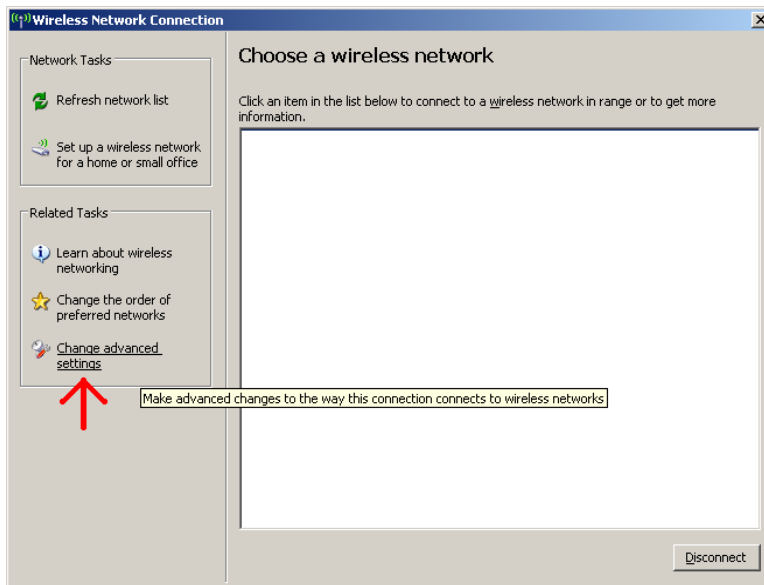 Wireless Network Connection
Network Tasks
Refresh network list
Set up a wireless network
for a home or small office
Related Tasks
Learn about wireless
networking
Change the order of
preferred networks
Change advanced
settings
Choose a wireless network
Click an item in the list below to connect to a wireless network in range or to get more
information.
Make advanced changes to the way this connection connects to wireless networks
Disconnect